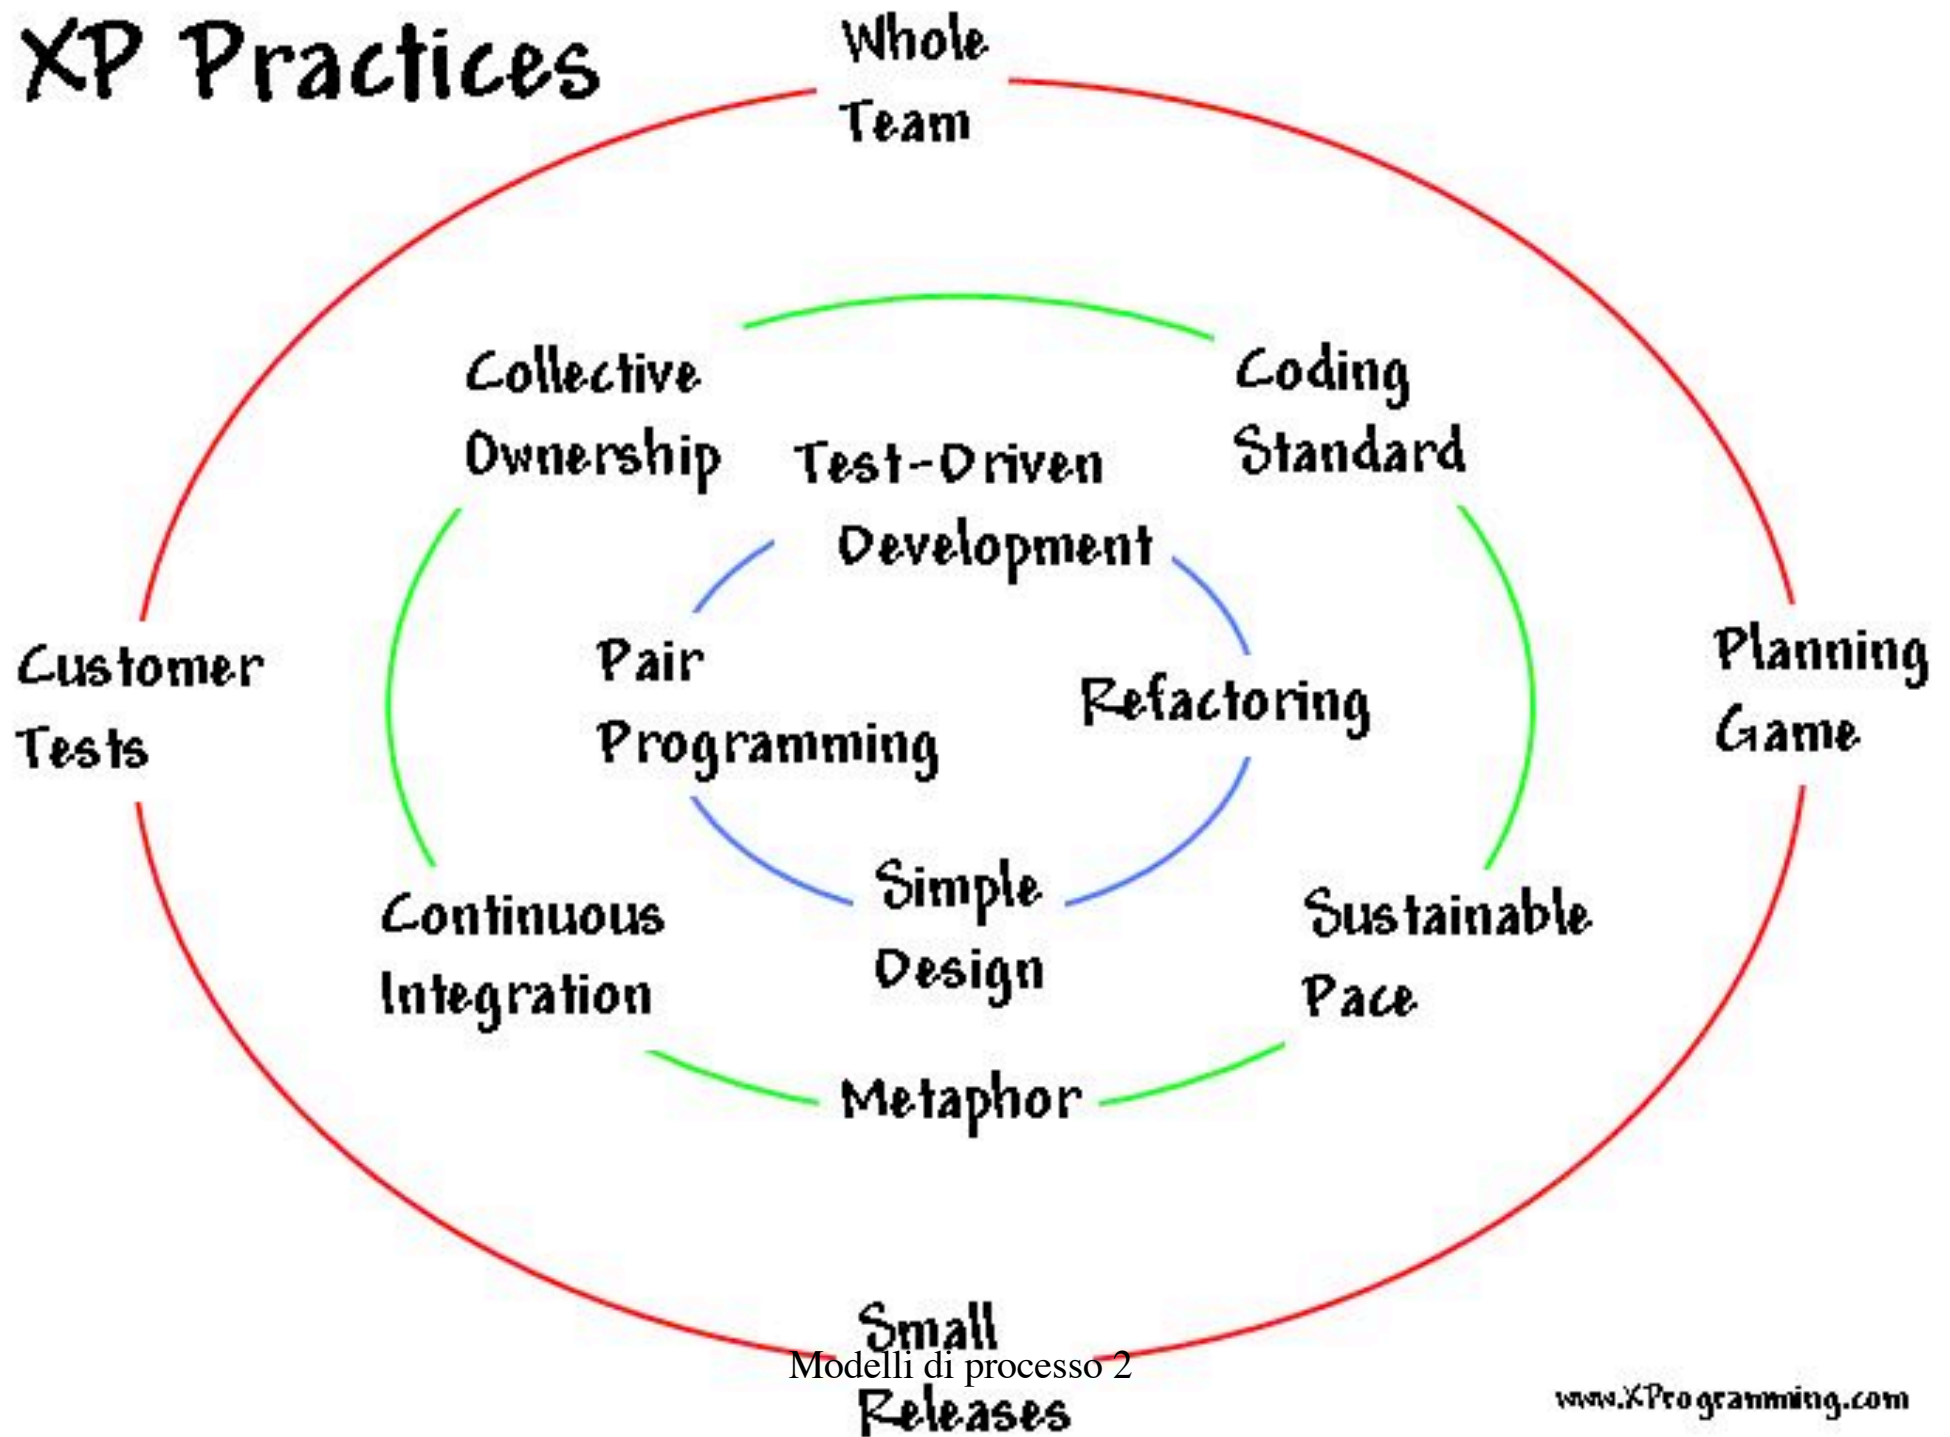 XP Practices
Whole
Team
Collective
Ownership
Coding
Standard
Test-Driven
Development
Customer
Tests
Pair
Programming
Refactoring
Planning
Game
Continuous
Integration
Simple
Design
Sustainable
Pace
Metaphor
Small
Modelli di processo 2
Releases
www.XProgramming.com